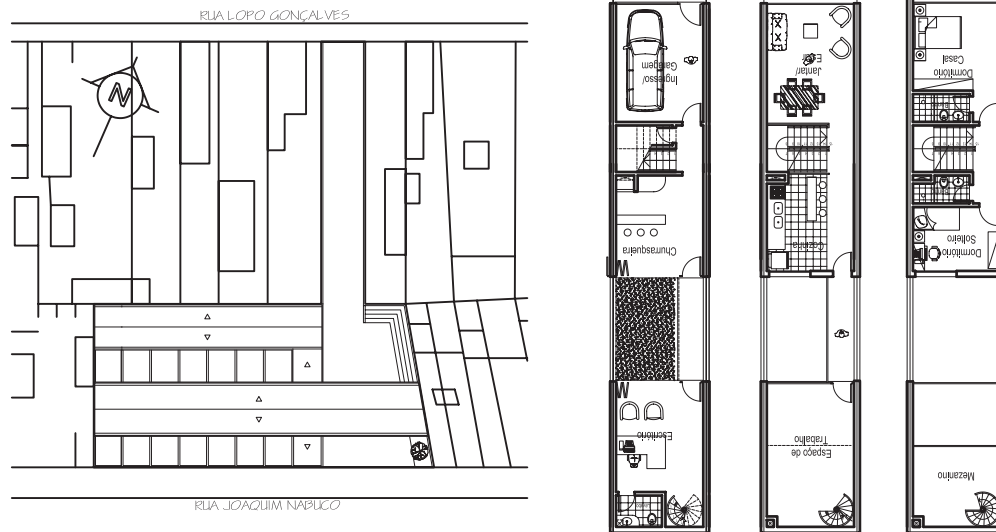 RUA LOPO GONÇALVES
N
RUA JOAQUIM NABUCO
Ingresso/
Garagem
Churrasqueira
Escritório
Jantar/
Estar
Cozinha
Espaço de
Trabalho
Dormitório
Casal
Dormitório
Solteiro
Mezanino